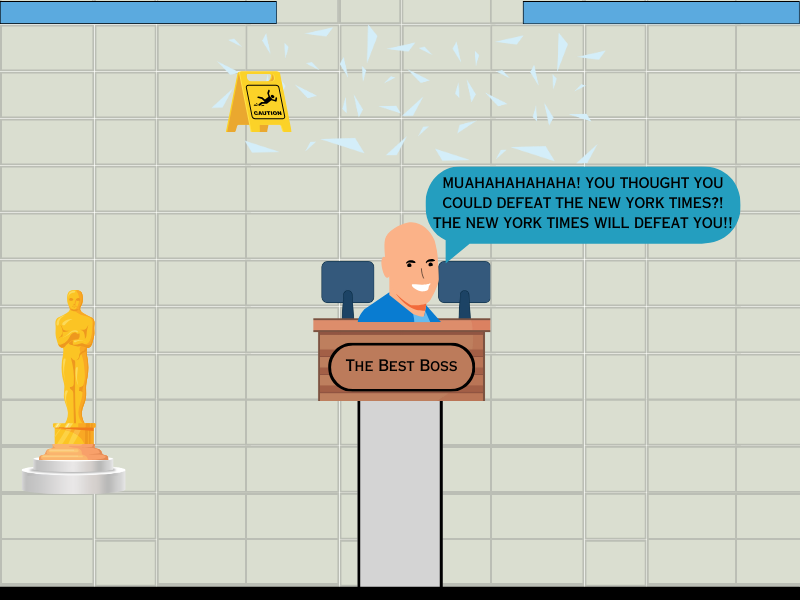 CAUTION
MUAHAHAHAHAHA! YOU THOUGHT YOU
COULD DEFEAT THE NEW YORK TIMES?!
THE NEW YORK TIMES WILL DEFEAT YOU!!
THE BEST BOSS